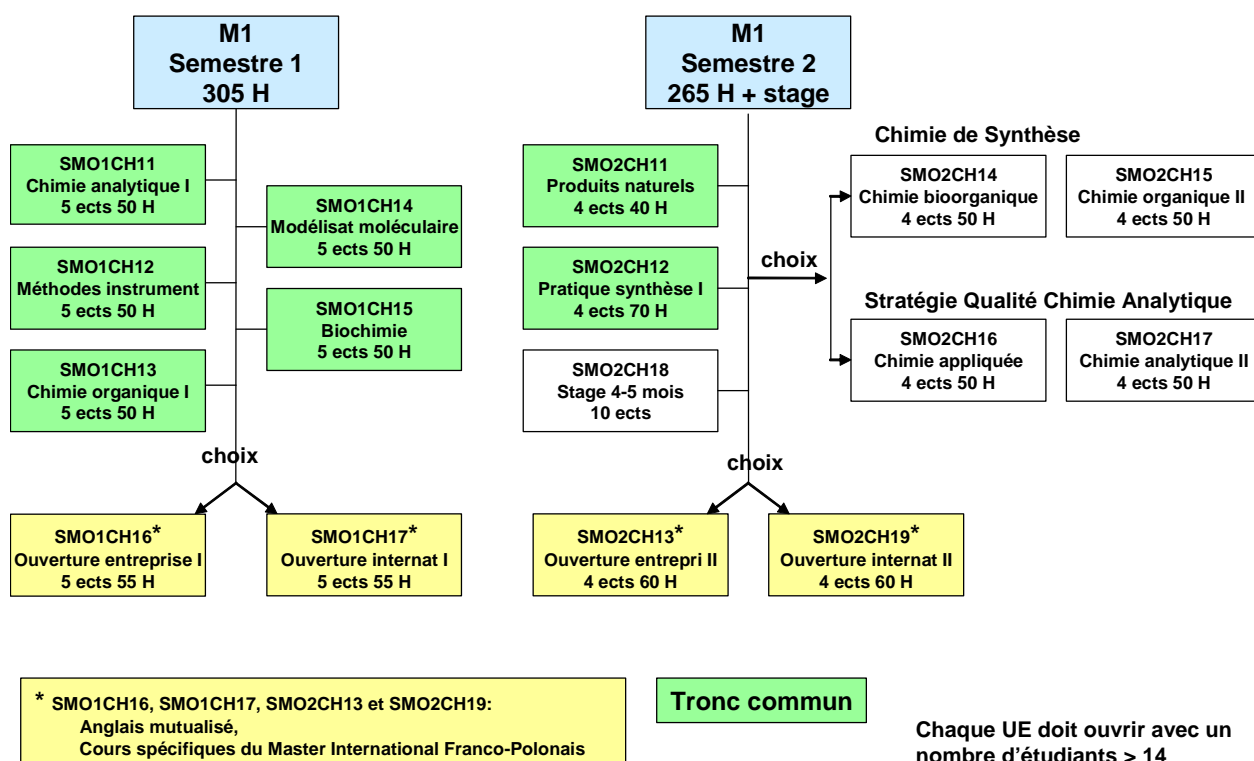 M1
Semestre 1
305 H
SMO1CH11
Chimie analytique I
5 ects 50 H
SMO1CH14
Modélisat moléculaire
5 ects 50 H
SMO1CH12
Méthodes instrument
5 ects 50 H
SMO1CH15
Biochimie
5 ects 50 H
SMO1CH13
Chimie organique I
5 ects 50 H
choix
SMO1CH16*
Ouverture entreprise I
5 ects 55 H
SMO1CH17*
Ouverture internat I
5 ects 55 H
M1
Semestre 2
265 H + stage
SMO2CH11
Produits naturels
4 ects 40 H
SMO2CH12
Pratique synthèse I
4 ects 70 H
SMO2CH18
Stage 4-5 mois
10 ects
choix
Chimie de Synthèse
SMO2CH14
Chimie bioorganique
4 ects 50 H
SMO2CH15
Chimie organique II
4 ects 50 H
Stratégie Qualité Chimie Analytique
SMO2CH16
Chimie appliquée
4 ects 50 H
SMO2CH17
Chimie analytique II
4 ects 50 H
choix
SMO2CH13*
Ouverture entrepri II
4 ects 60 H
SMO2CH19*
Ouverture internat II
4 ects 60 H
* SMO1CH16, SMO1CH17, SMO2CH13 et SMO2CH19:
Anglais mutualisé,
Cours spécifiques du Master International Franco-Polonais
Tronc commun
Chaque UE doit ouvrir avec un
nombre d'étudiants > 14